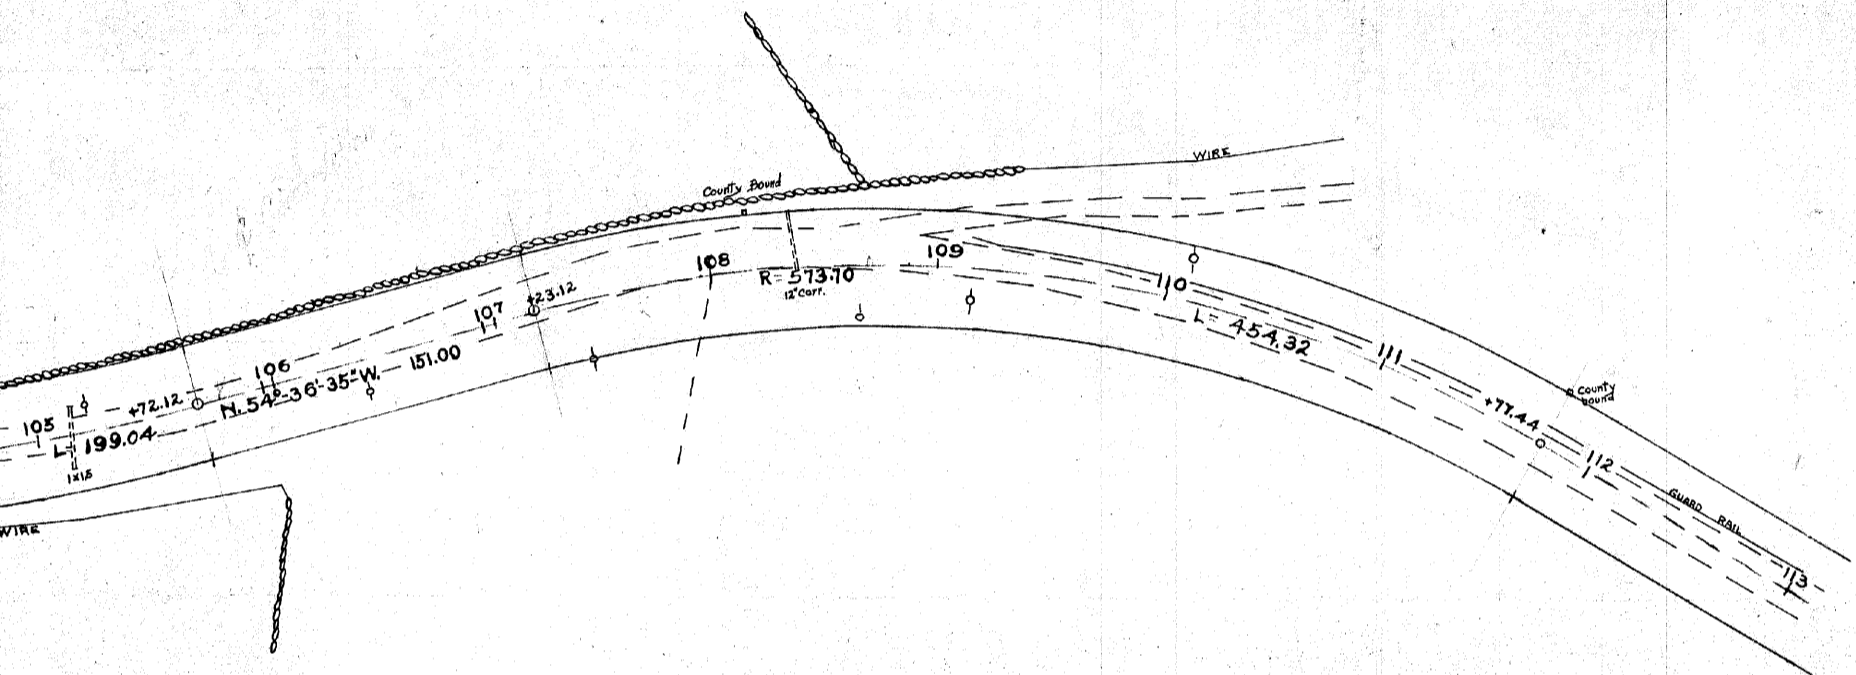 WIRE
County Bound
108
109
R=573.70
12" Corr.
110
+23.12
107
L= 454.32
111
106
151.00
N. 54°-36'-35" W.
+72.12
County Bound
+77.44
105
L= 199.04
112
1x1.5
GUARD RAIL
WIRE
113